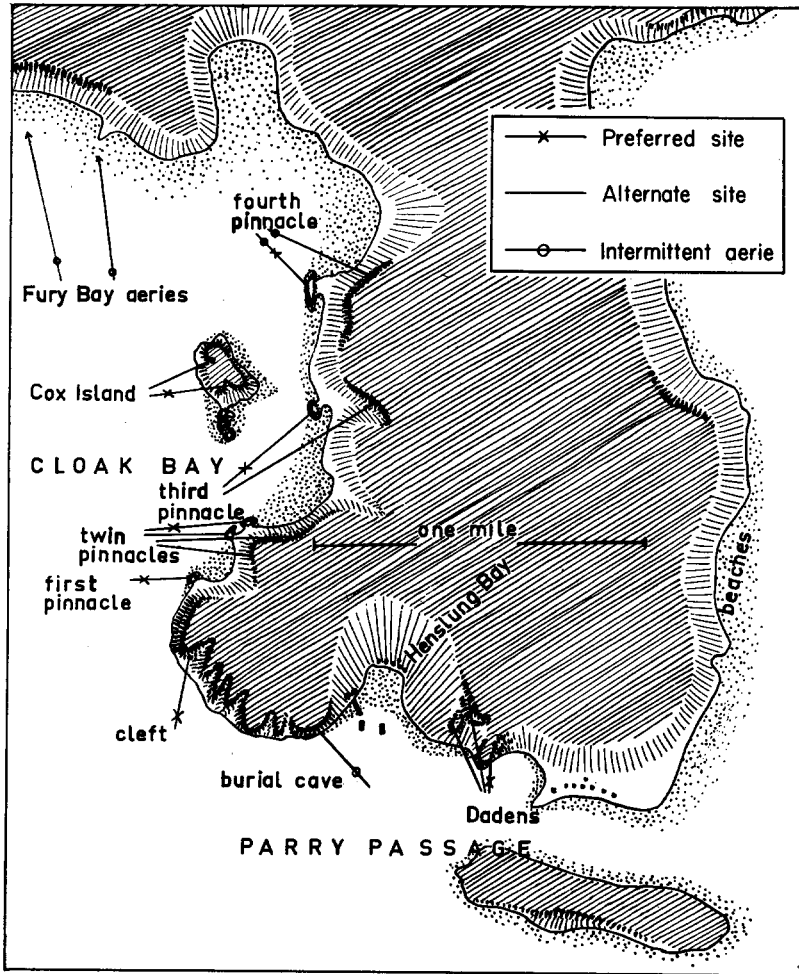 Preferred site
Alternate site
Intermittent aerie
fourth
pinnacle
Fury Bay aeries
Cox Island
CLOAK BAY
third
pinnacle
twin
pinnacles
one mile
first
pinnacle
Henslung Bay
beaches
cleft
burial cave
Dadens
PARRY PASSAGE